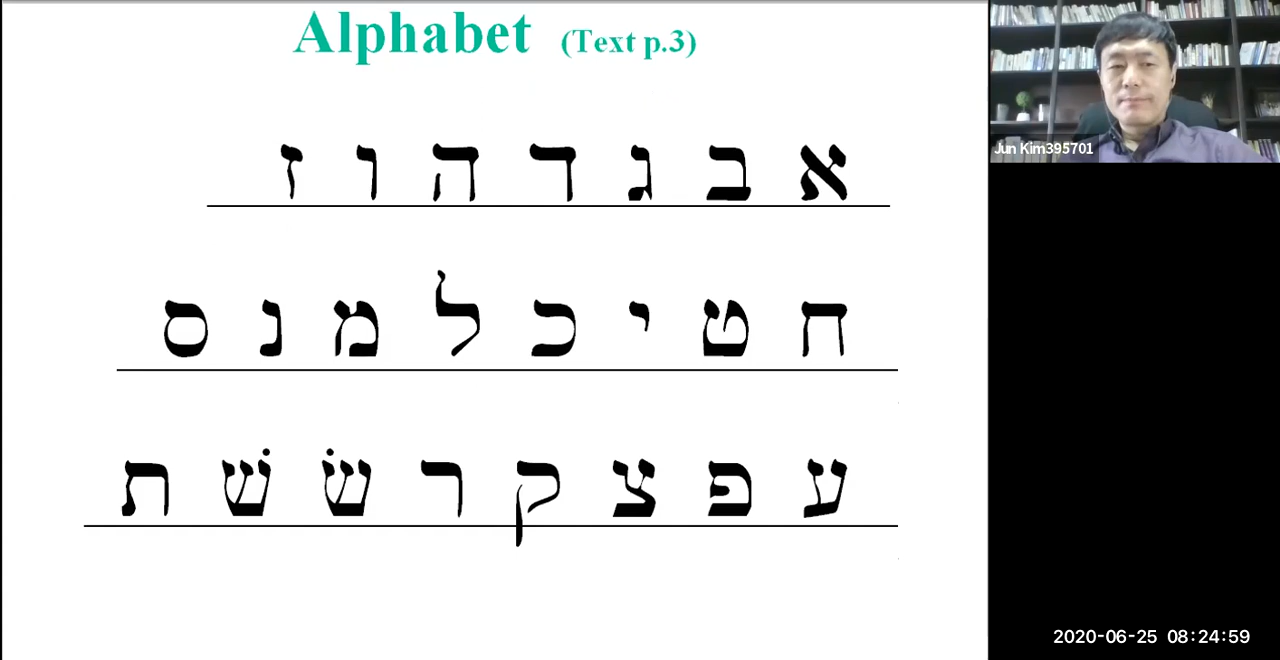 Alphabet (Text p.3)
Jun Kim395701
א ב ג ד ה ו ז
ח ט י כ ל מ נ ס
ע פ צ ק ר שׂ שׁ ת
2020-06-25 08:24:59